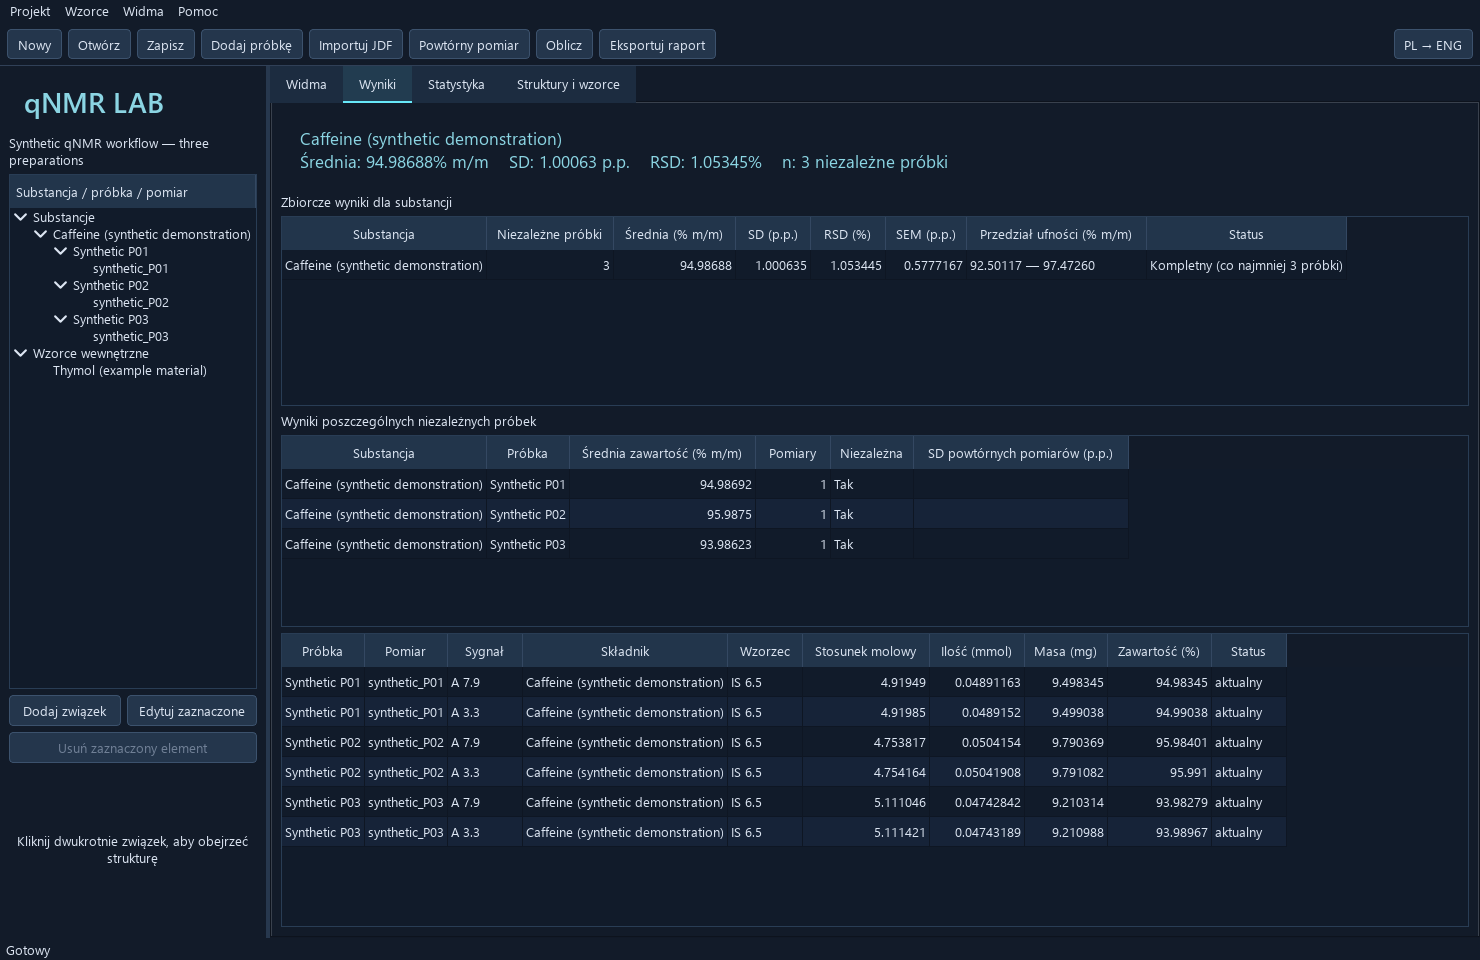 Projekt Wzorce Widma Pomoc
Nowy Otwórz Zapisz Dodaj próbkę Importuj JDF Powtórny pomiar Oblicz Eksportuj raport PL → ENG
qNMR LAB
Synthetic qNMR workflow — three
preparations
Substancja / próbka / pomiar
Substancje
Caffeine (synthetic demonstration)
Synthetic P01
synthetic_P01
Synthetic P02
synthetic_P02
Synthetic P03
synthetic_P03
Wzorce wewnętrzne
Thymol (example material)
Dodaj związek Edytuj zaznaczone
Usuń zaznaczony element
Kliknij dwukrotnie związek, aby obejrzeć
strukturę
Widma Wyniki Statystyka Struktury i wzorce
Caffeine (synthetic demonstration)
Średnia: 94.98688% m/m SD: 1.00063 p.p. RSD: 1.05345% n: 3 niezależne próbki
Zbiorcze wyniki dla substancji
Substancja Niezależne próbki Średnia (% m/m) SD (p.p.) RSD (%) SEM (p.p.) Przedział ufności (% m/m) Status
Caffeine (synthetic demonstration) 3 94.98688 1.000635 1.053445 0.5777167 92.50117 — 97.47260 Kompletny (co najmniej 3 próbki)
Wyniki poszczególnych niezależnych próbek
Substancja Próbka Średnia zawartość (% m/m) Pomiary Niezależna SD powtórnych pomiarów (p.p.)
Caffeine (synthetic demonstration) Synthetic P01 94.98692 1 Tak
Caffeine (synthetic demonstration) Synthetic P02 95.9875 1 Tak
Caffeine (synthetic demonstration) Synthetic P03 93.98623 1 Tak
Próbka Pomiar Sygnał Składnik Wzorzec Stosunek molowy Ilość (mmol) Masa (mg) Zawartość (%) Status
Synthetic P01 synthetic_P01 A 7.9 Caffeine (synthetic demonstration) IS 6.5 4.91949 0.04891163 9.498345 94.98345 aktualny
Synthetic P01 synthetic_P01 A 3.3 Caffeine (synthetic demonstration) IS 6.5 4.91985 0.0489152 9.499038 94.99038 aktualny
Synthetic P02 synthetic_P02 A 7.9 Caffeine (synthetic demonstration) IS 6.5 4.753817 0.0504154 9.790369 95.98401 aktualny
Synthetic P02 synthetic_P02 A 3.3 Caffeine (synthetic demonstration) IS 6.5 4.754164 0.05041908 9.791082 95.991 aktualny
Synthetic P03 synthetic_P03 A 7.9 Caffeine (synthetic demonstration) IS 6.5 5.111046 0.04742842 9.210314 93.98279 aktualny
Synthetic P03 synthetic_P03 A 3.3 Caffeine (synthetic demonstration) IS 6.5 5.111421 0.04743189 9.210988 93.98967 aktualny
Gotowy